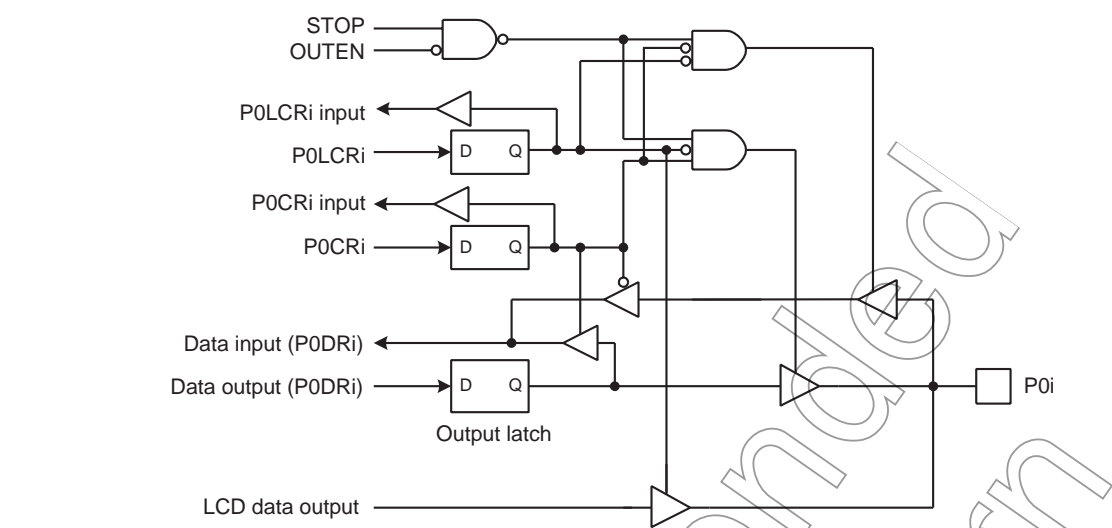 STOP
OUTEN
P0LCRi input
P0LCRi
D Q
P0CRi input
P0CRi
D Q
Data input (P0DRi)
Data output (P0DRi)
D Q
P0i
Output latch
LCD data output